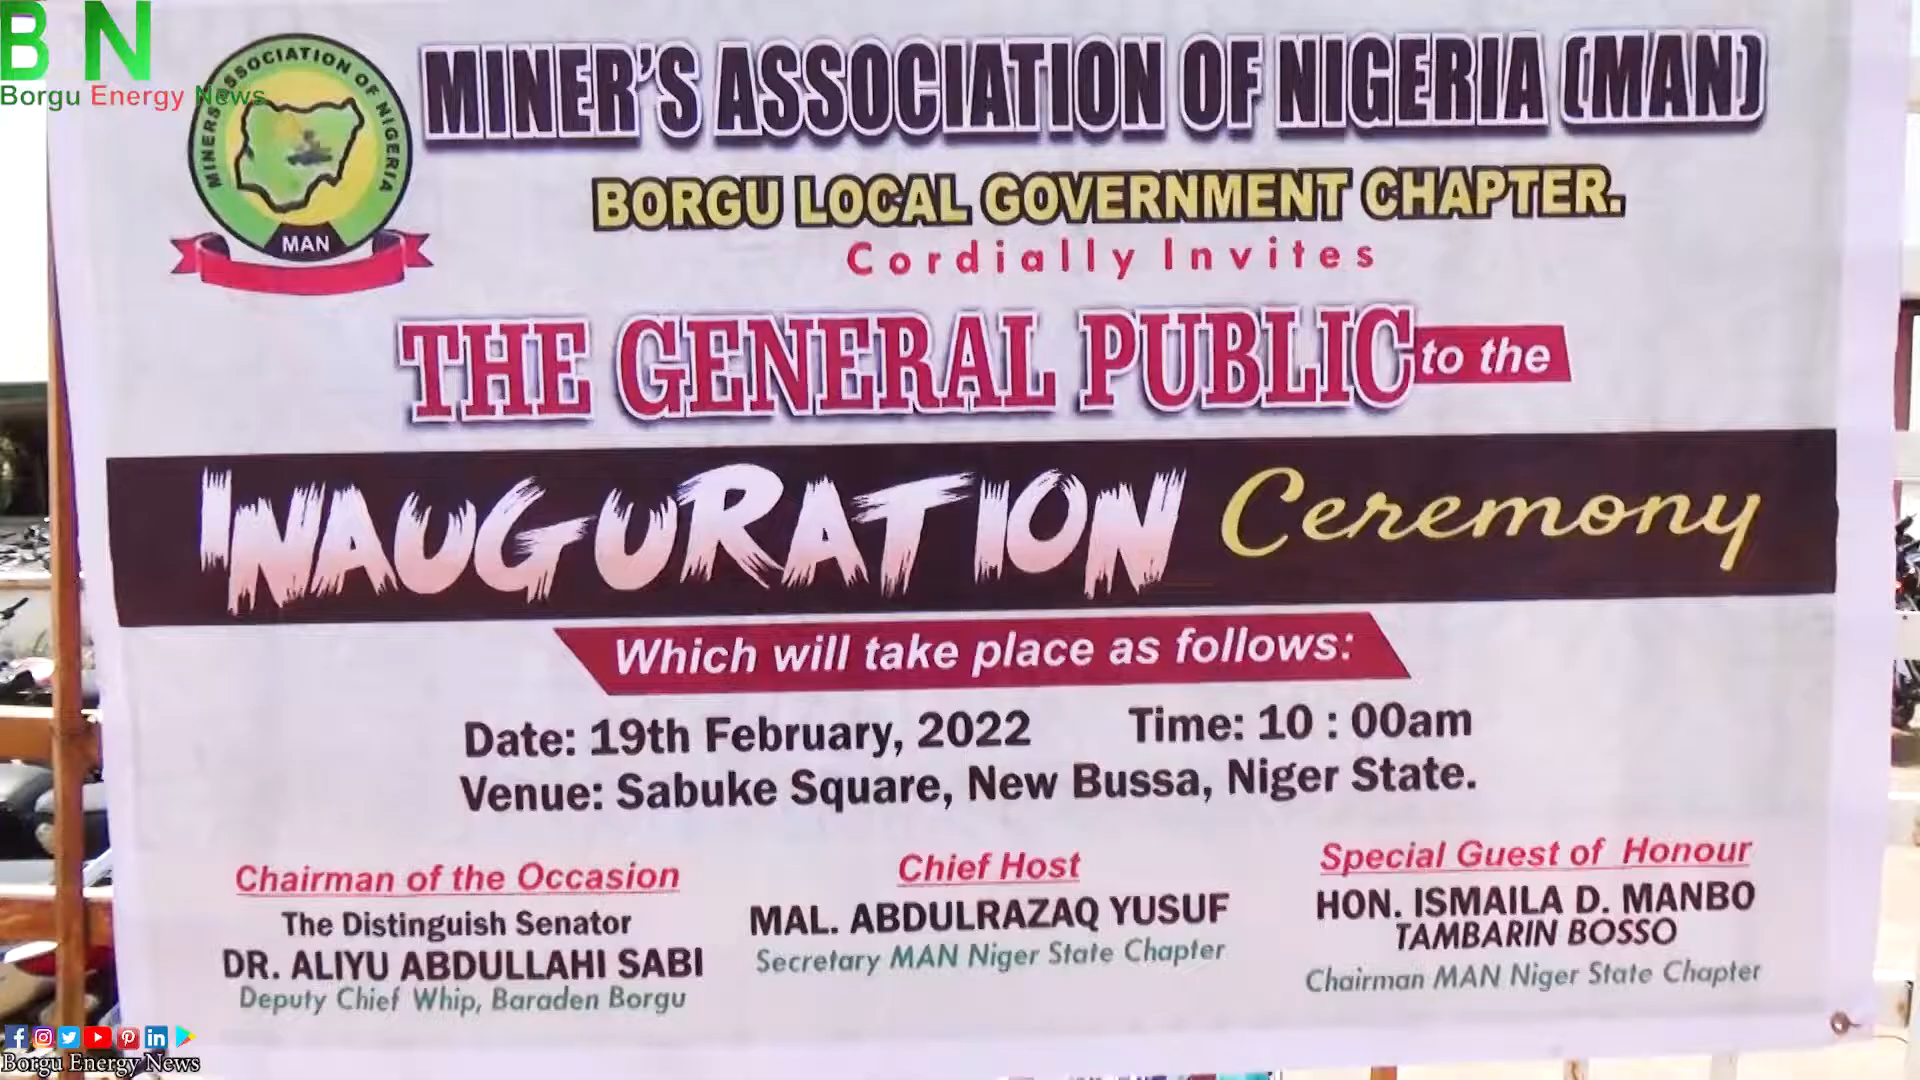 B N
Borgu Energy News
MINERS ASSOCIATION OF NIGERIA
MAN
MINER'S ASSOCIATION OF NIGERIA (MAN)
BORGU LOCAL GOVERNMENT CHAPTER.
Cordially Invites
THE GENERAL PUBLIC to the
INAUGURATION Ceremony
Which will take place as follows:
Date: 19th February, 2022 Time: 10 : 00am
Venue: Sabuke Square, New Bussa, Niger State.
Chairman of the Occasion
The Distinguish Senator
DR. ALIYU ABDULLAHI SABI
Deputy Chief Whip, Baraden Borgu
Chief Host
MAL. ABDULRAZAQ YUSUF
Secretary MAN Niger State Chapter
Special Guest of Honour
HON. ISMAILA D. MANBO
TAMBARIN BOSSO
Chairman MAN Niger State Chapter
Borgu Energy News